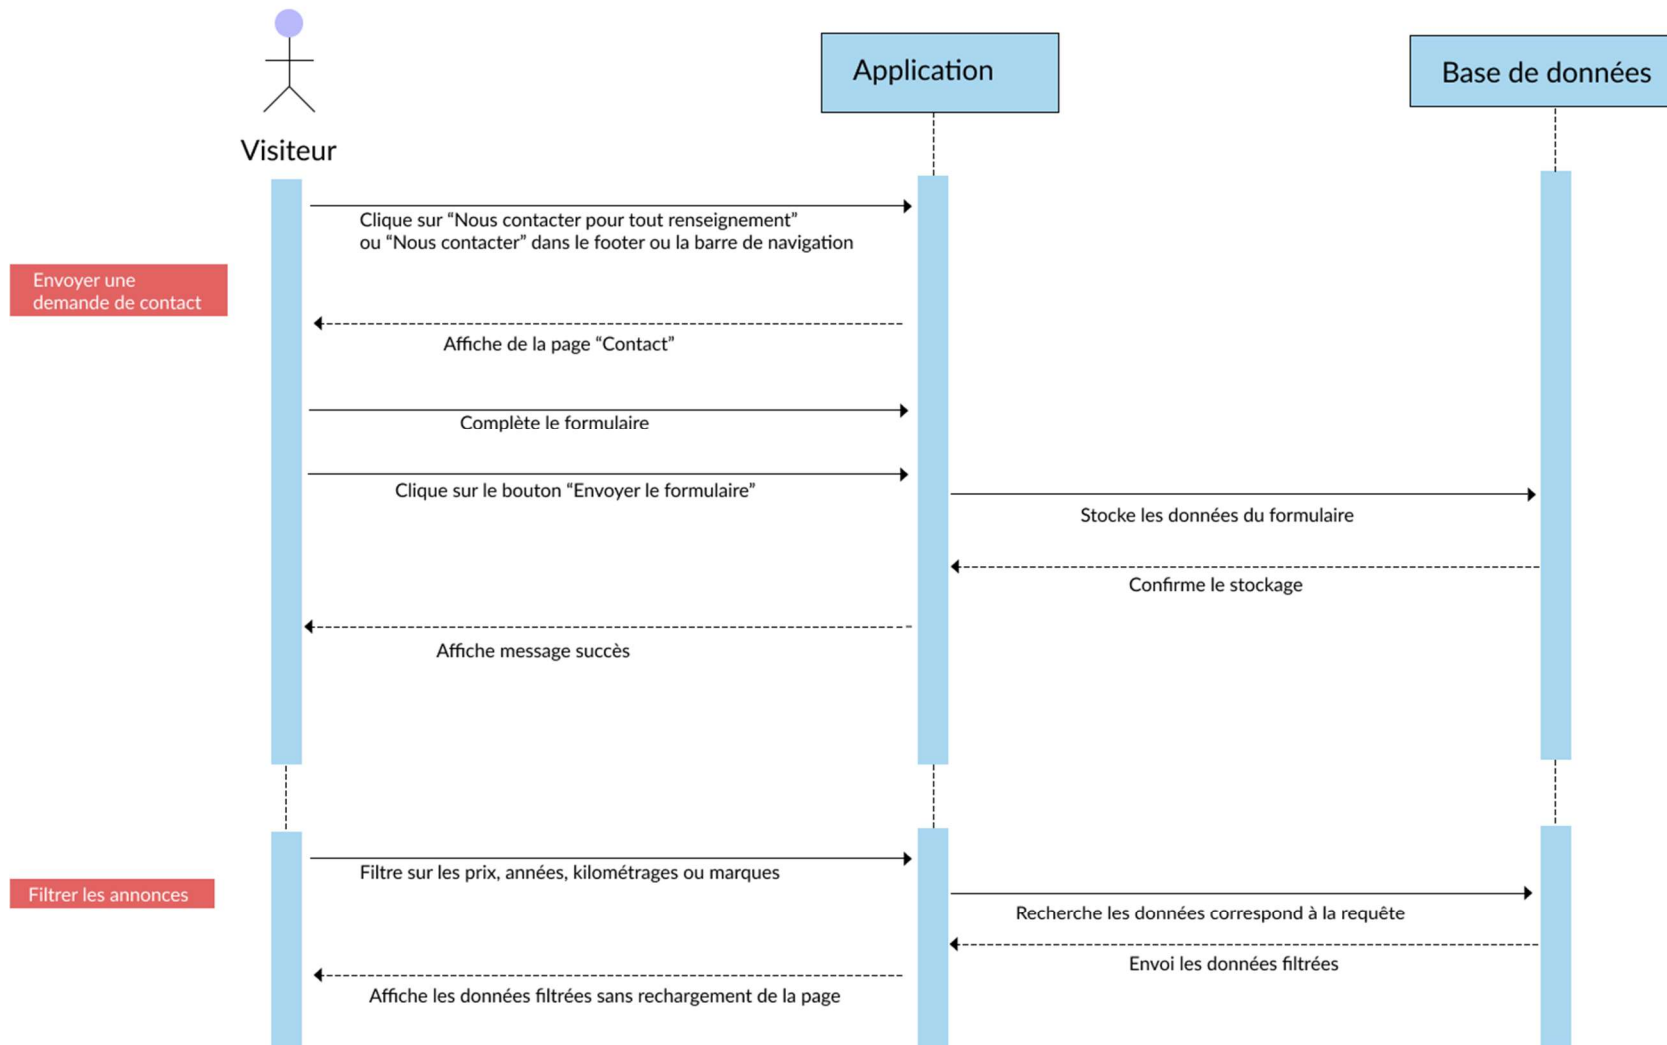 Application
Base de données
Visiteur
Clique sur “Nous contacter pour tout renseignement”
ou “Nous contacter” dans le footer ou la barre de navigation
Envoyer une
demande de contact
Affiche de la page “Contact”
Complète le formulaire
Clique sur le bouton “Envoyer le formulaire”
Stocke les données du formulaire
Confirme le stockage
Affiche message succès
Filtre sur les prix, années, kilométrages ou marques
Filtrer les annonces
Recherche les données correspond à la requête
Envoi les données filtrées
Affiche les données filtrées sans rechargement de la page